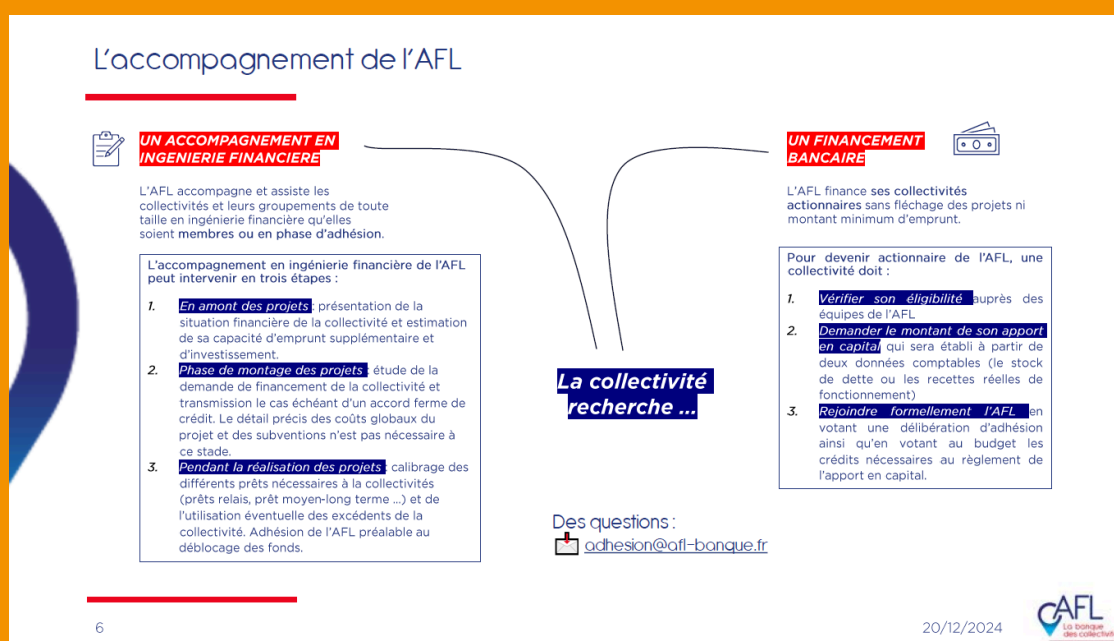 L'accompagnement de l'AFL
UN ACCOMPAGNEMENT EN
INGENIERIE FINANCIERE
L'AFL accompagne et assiste les
collectivités et leurs groupements de toute
taille en ingénierie financière qu'elles
soient membres ou en phase d'adhésion.
L'accompagnement en ingénierie financière de l'AFL
peut intervenir en trois étapes :
1. En amont des projets : présentation de la
situation financière de la collectivité et estimation
de sa capacité d'emprunt supplémentaire et
d'investissement.
2. Phase de montage des projets : étude de la
demande de financement de la collectivité et
transmission le cas échéant d'un accord ferme de
crédit. Le détail précis des coûts globaux du
projet et des subventions n'est pas nécessaire à
ce stade.
3. Pendant la réalisation des projets : calibrage des
différents prêts nécessaires à la collectivités
(prêts relais, prêt moyen-long terme ...) et de
l'utilisation éventuelle des excédents de la
collectivité. Adhésion de l'AFL préalable au
déblocage des fonds.
La collectivité
recherche ...
UN FINANCEMENT
BANCAIRE
L'AFL finance ses collectivités
actionnaires sans fléchage des projets ni
montant minimum d'emprunt.
Pour devenir actionnaire de l'AFL, une
collectivité doit :
1. Vérifier son éligibilité auprès des
équipes de l'AFL
2. Demander le montant de son apport
en capital qui sera établi à partir de
deux données comptables (le stock
de dette ou les recettes réelles de
fonctionnement)
3. Rejoindre formellement l'AFL en
votant une délibération d'adhésion
ainsi qu'en votant au budget les
crédits nécessaires au règlement de
l'apport en capital.
Des questions :
adhesion@afl-banque.fr
6
20/12/2024
AFL
La banque
des collectivit